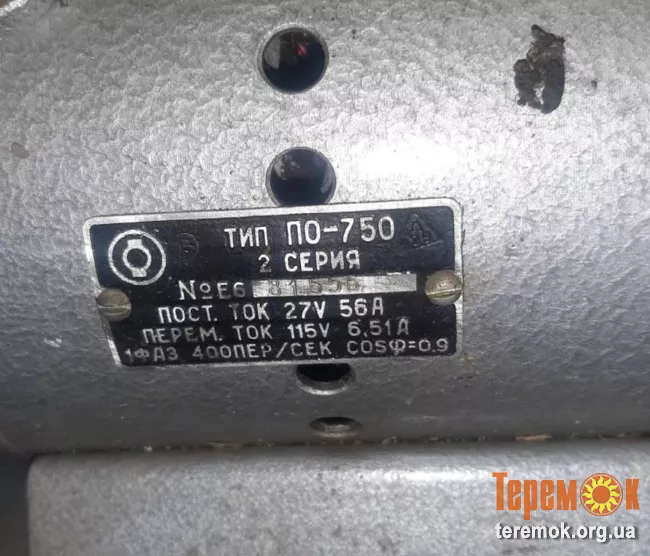 ТИП ПО-750
2 СЕРИЯ
№Е6
ПОСТ. ТОК 27V 56А
ПЕРЕМ. ТОК 115V 6,51А
1ФАЗ 400ПЕР/СЕК COSφ=0,9
Теремок
teremok.org.ua